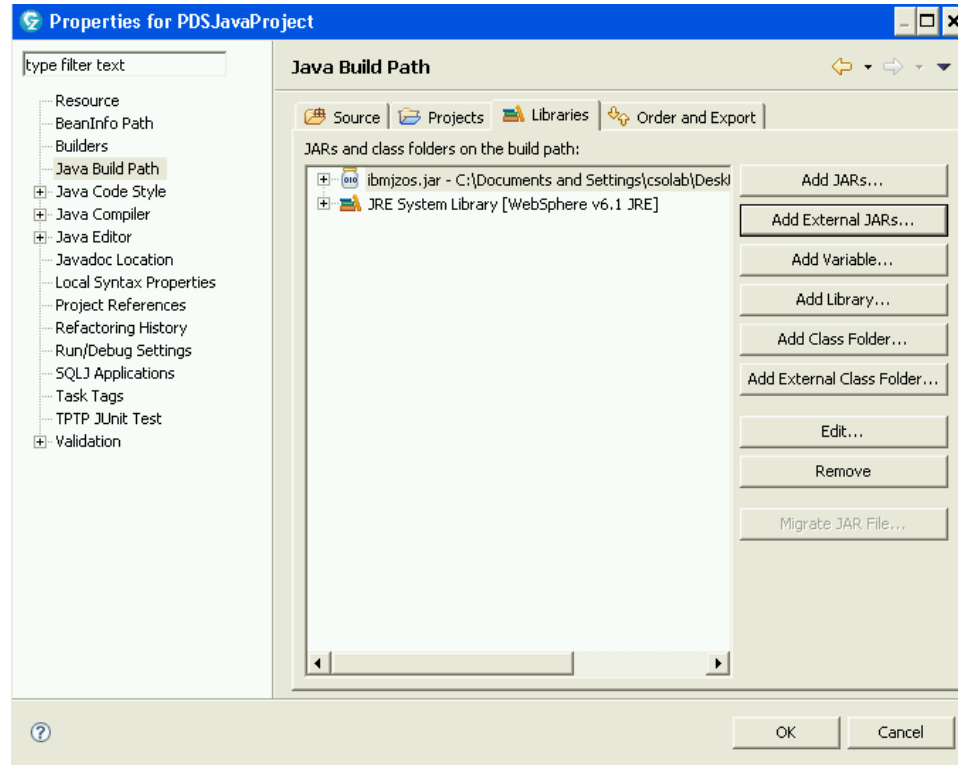 Properties for PDSJavaProject
type filter text
Resource
BeanInfo Path
Builders
Java Build Path
Java Code Style
Java Compiler
Java Editor
Javadoc Location
Local Syntax Properties
Project References
Refactoring History
Run/Debug Settings
SQLJ Applications
Task Tags
TPTP JUnit Test
Validation
Java Build Path
Source Projects Libraries Order and Export
JARs and class folders on the build path:
ibmjzos.jar - C:\Documents and Settings\csolab\Desk
JRE System Library [WebSphere v6.1 JRE]
Add JARs...
Add External JARs...
Add Variable...
Add Library...
Add Class Folder...
Add External Class Folder...
Edit...
Remove
Migrate JAR File...
OK Cancel